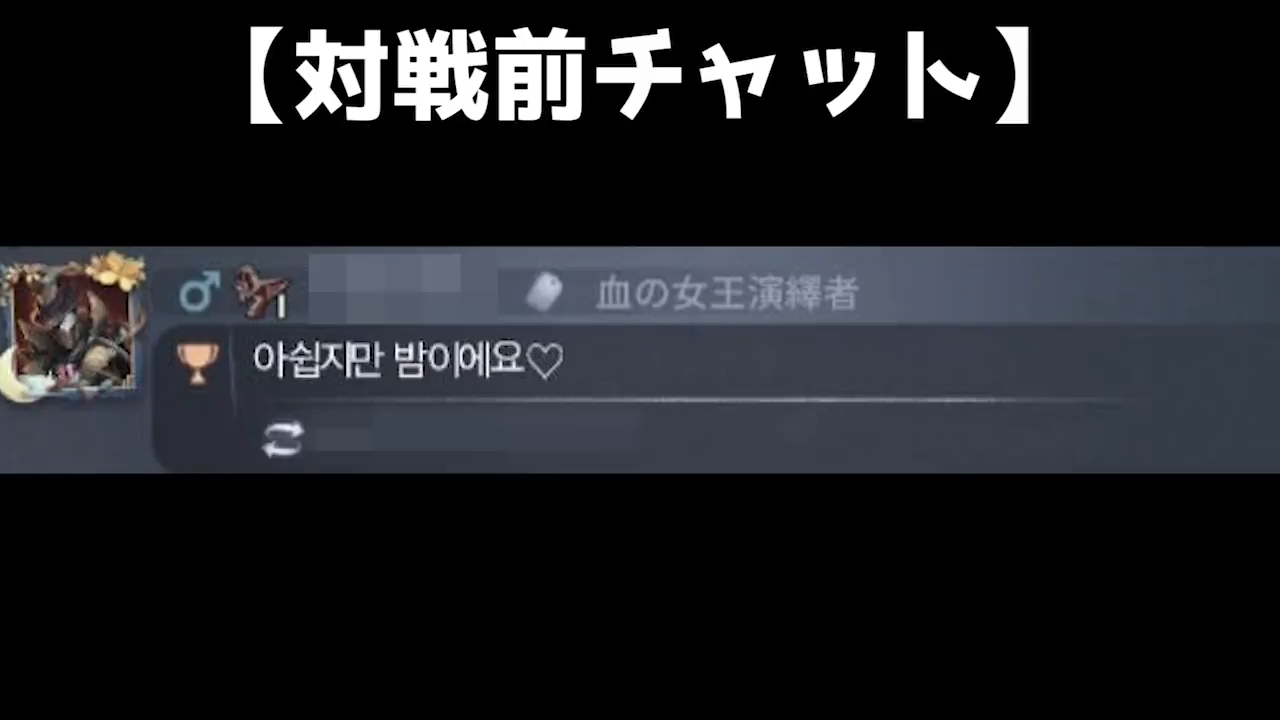 【対戦前チャット】
血の女王演繹者
아쉽지만 밤이에요♡